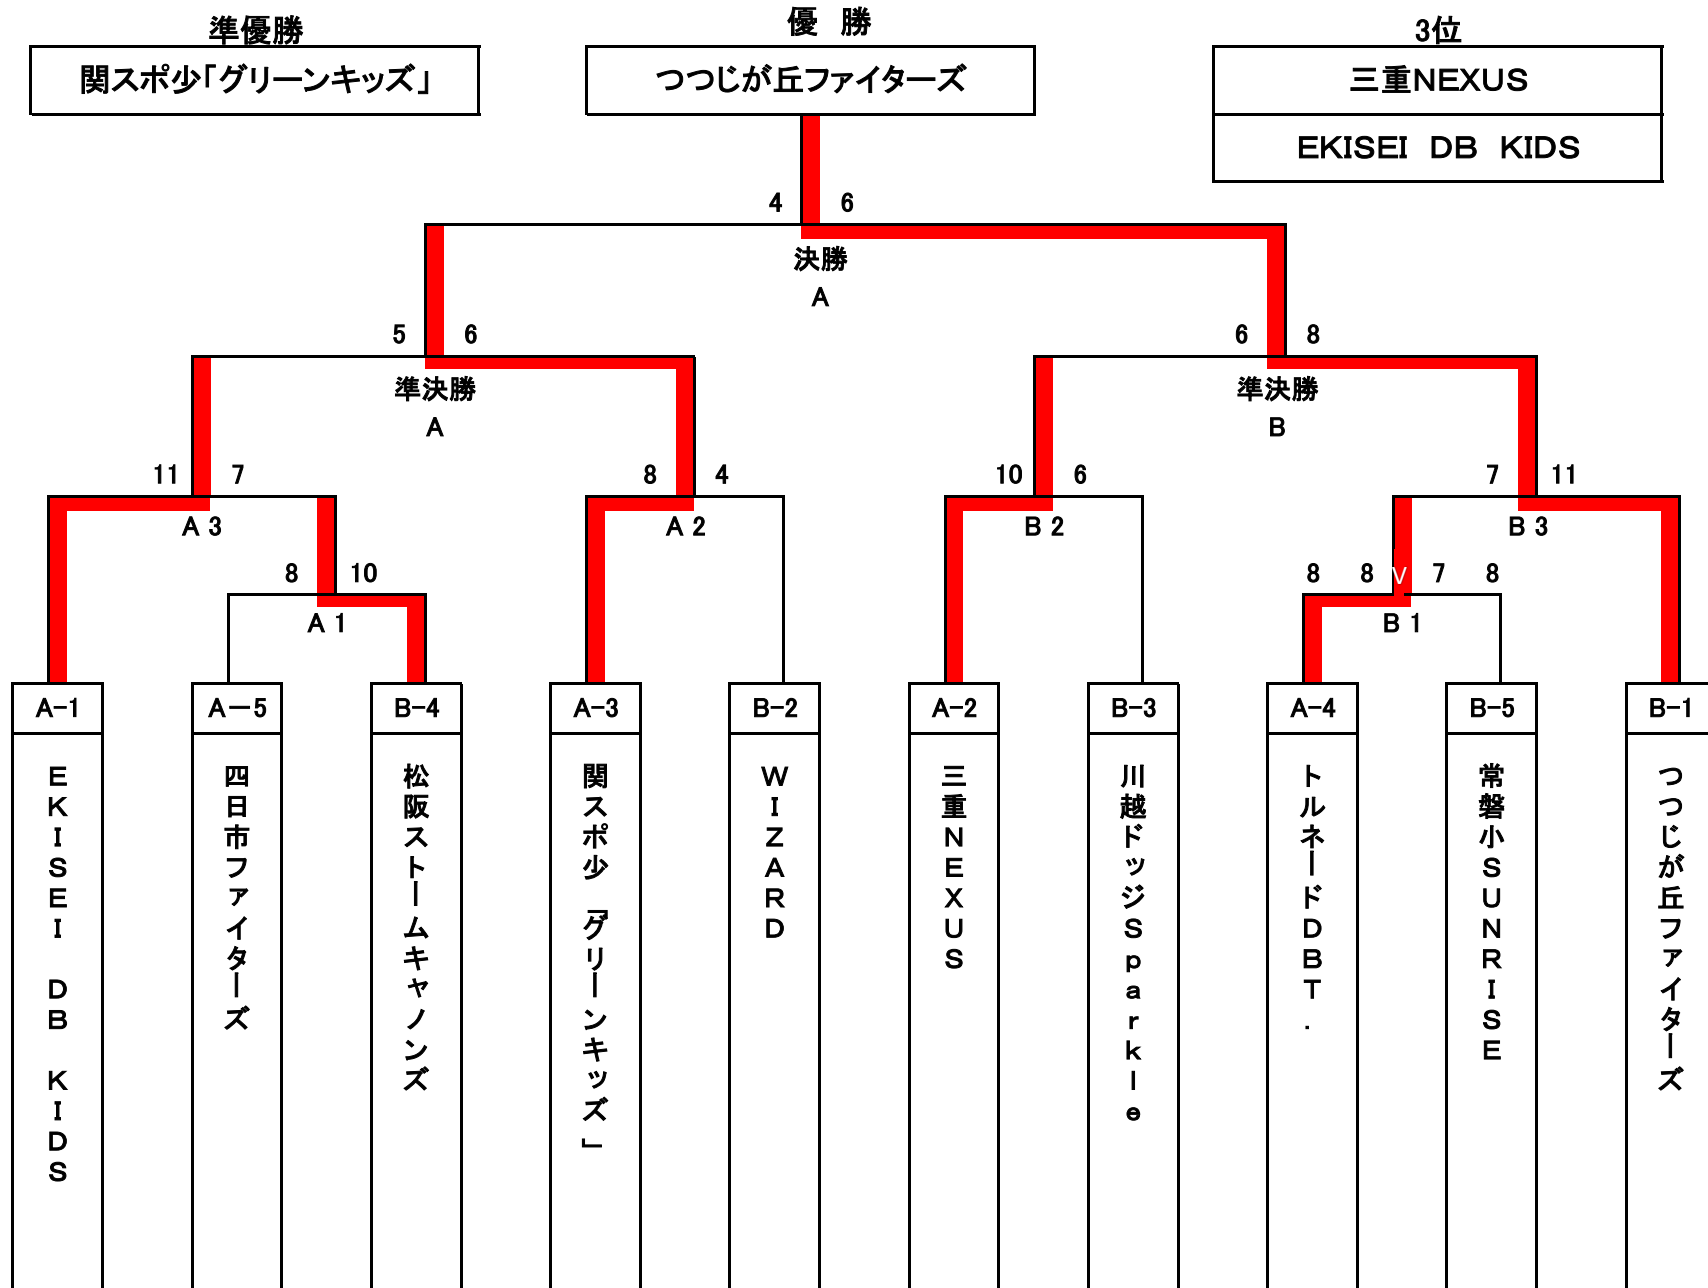 準優勝
優　勝
3位
関スポ少「グリーンキッズ」
つつじが丘ファイターズ
三重NEXUS
EKISEI　DB　KIDS
4 6
決勝
A
5 6
6 8
準決勝
準決勝
A
B
11 7
8 4
10 6
7 11
A 3
A 2
B 2
B 3
8 10
8 8 V 7 8
A 1
B 1
A-1
A－5
B-4
A-3
B-2
A-2
B-3
A-4
B-5
B-1
EKISEI　DB　KIDS
四日市ファイターズ
松阪ストームキャノンズ
関スポ少「グリーンキッズ」
WIZARD
三重NEXUS
川越ドッジSparkle
トルネードDBT.
常磐小SUNRISE
つつじが丘ファイターズ